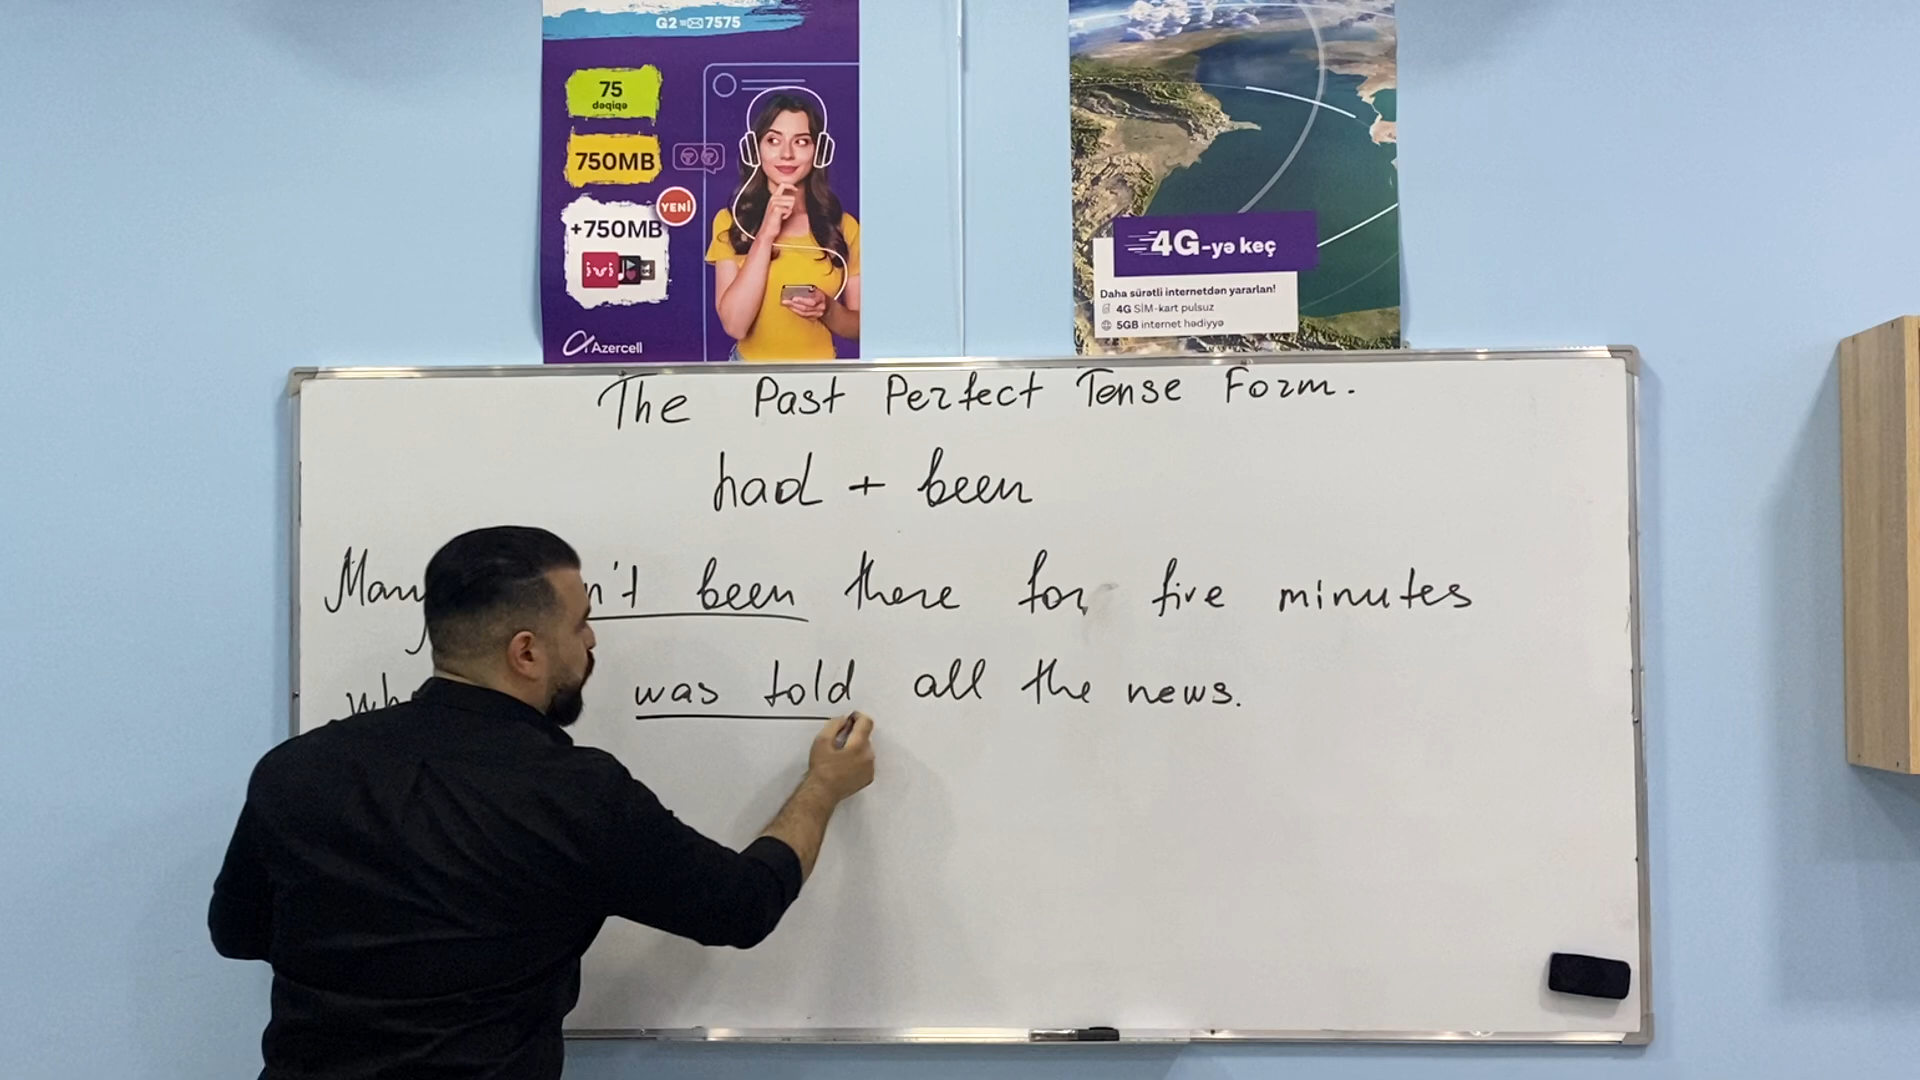 G2 7575
75
dəqiqə
750MB
YENİ
+750MB
ivi
Azercell
4G-yə keç
Daha sürətli internetdən yararlan!
4G SİM-kart pulsuz
5GB internet hədiyyə
The Past Perfect Tense Form.
had + been
n't been there for five minutes
was told all the news.